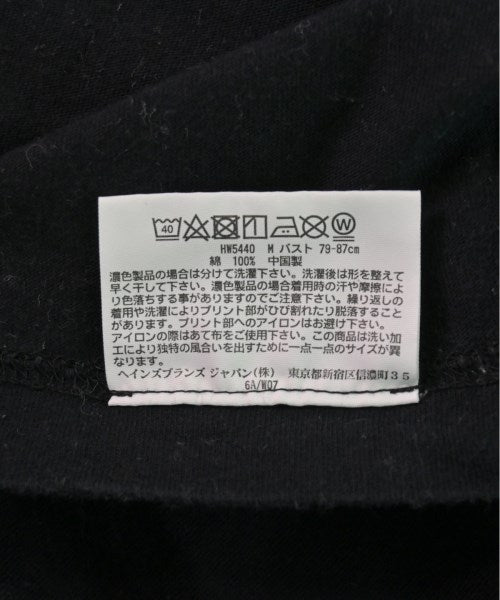 40 W
HW5440 M バスト 79-87cm
綿 100% 中国製
濃色製品の場合は分けて洗濯下さい。洗濯後は形を整えて
早く干して下さい。濃色製品の場合着用時の汗や摩擦によ
り色落ちする事がありますのでご注意下さい。繰り返しの
着用や洗濯によりプリント部がひび割れたり脱落すること
があります。プリント部へのアイロンはお避け下さい。
アイロンの際はあて布をご使用下さい。この商品は洗い加
工により独特の風合いを出すために一点一点のサイズが異
なります。
ヘインズブランズ ジャパン(株) 東京都新宿区信濃町35
6A/W07